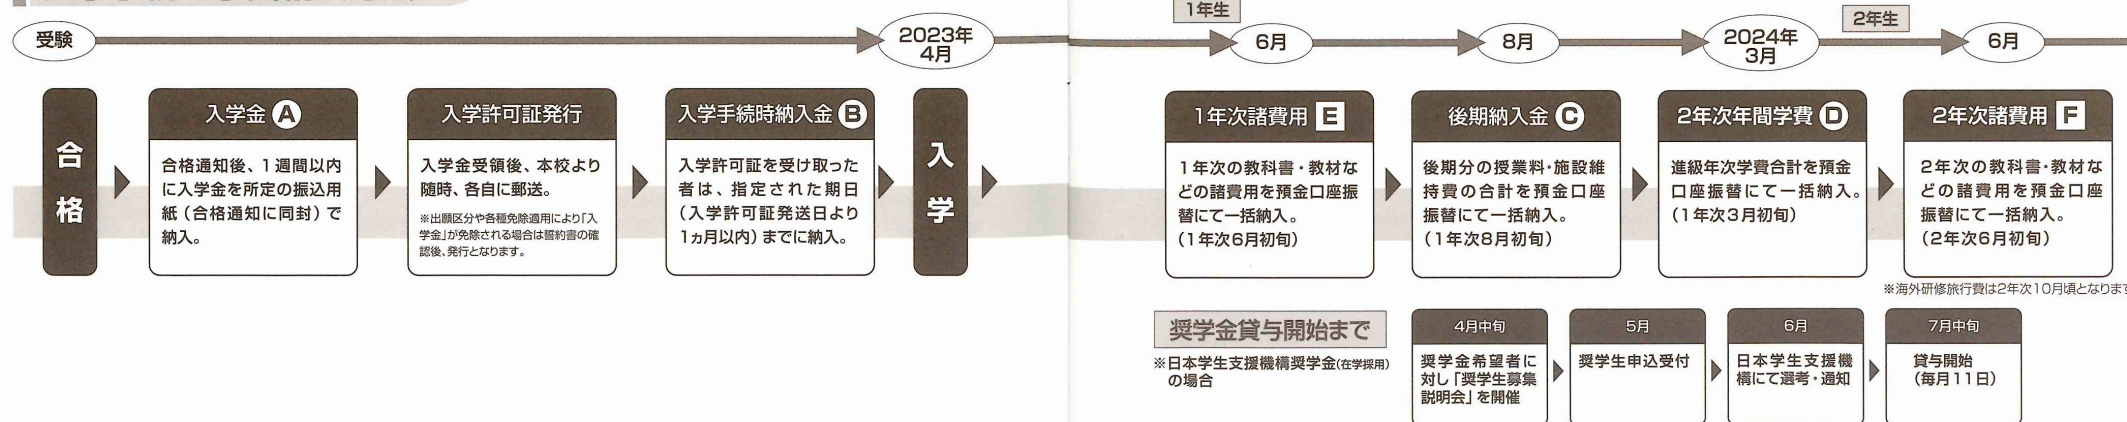 受験
2023年
4月
1年生
6月
8月
2024年
3月
2年生
6月
合格
入学金 A
合格通知後、1週間以内
に入学金を所定の振込用
紙（合格通知に同封）で
納入。
入学許可証発行
入学金受領後、本校より
随時、各自に郵送。
※出願区分や各種免除適用により「入
学金」が免除される場合は誓約書の確
認後、発行となります。
入学手続時納入金 B
入学許可証を受け取った
者は、指定された期日
（入学許可証発送日より
1ヵ月以内）までに納入。
入学
1年次諸費用 E
1年次の教科書・教材な
どの諸費用を預金口座振
替にて一括納入。
（1年次6月初旬）
後期納入金 C
後期分の授業料・施設維
持費の合計を預金口座
振替にて一括納入。
（1年次8月初旬）
2年次年間学費 D
進級年次学費合計を預金
口座振替にて一括納入。
（1年次3月初旬）
2年次諸費用 F
2年次の教科書・教材な
どの諸費用を預金口座
振替にて一括納入。
（2年次6月初旬）
※海外研修旅行費は2年次10月頃となります
奨学金貸与開始まで
※日本学生支援機構奨学金(在学採用)
の場合
4月中旬
奨学金希望者に
対し「奨学生募集
説明会」を開催
5月
奨学生申込受付
6月
日本学生支援機
構にて選考・通知
7月中旬
貸与開始
（毎月11日）